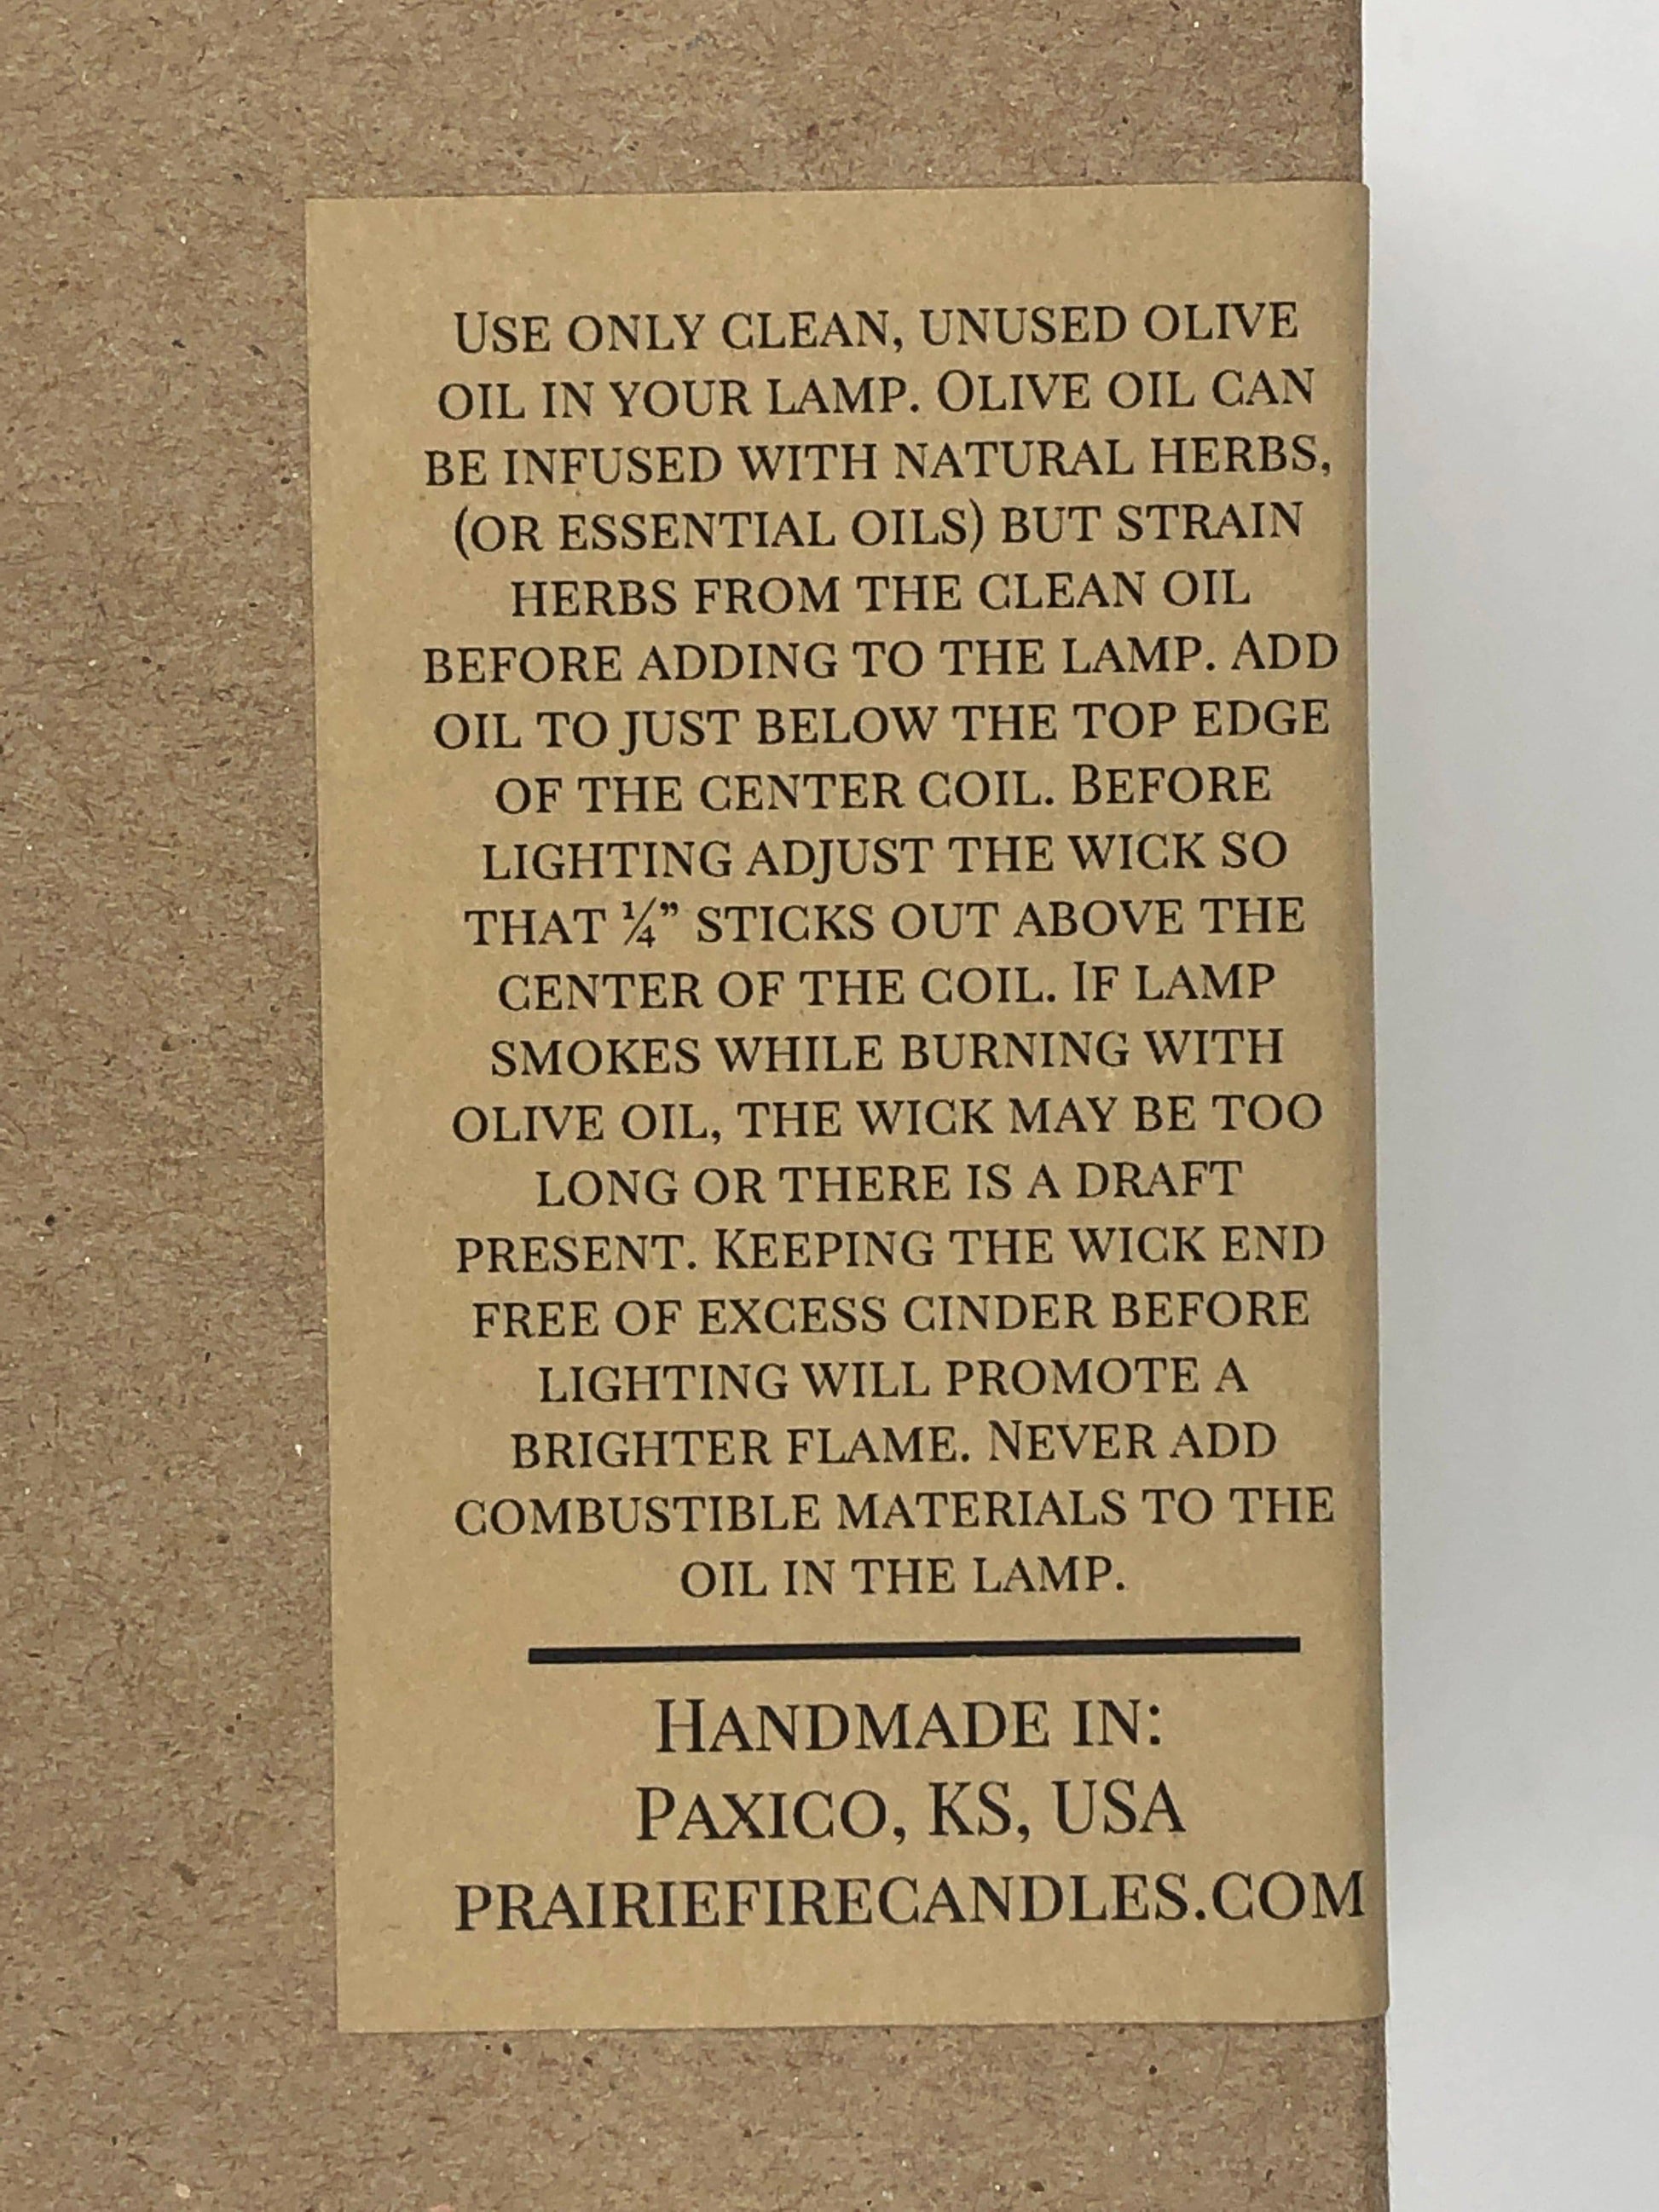 Use only clean, unused olive
oil in your lamp. Olive oil can
be infused with natural herbs,
(or essential oils) but strain
herbs from the clean oil
before adding to the lamp. Add
oil to just below the top edge
of the center coil. Before
lighting adjust the wick so
that ¼” sticks out above the
center of the coil. If lamp
smokes while burning with
olive oil, the wick may be too
long or there is a draft
present. Keeping the wick end
free of excess cinder before
lighting will promote a
brighter flame. Never add
combustible materials to the
oil in the lamp.
Handmade in:
Paxico, KS, USA
prairiefirecandles.com